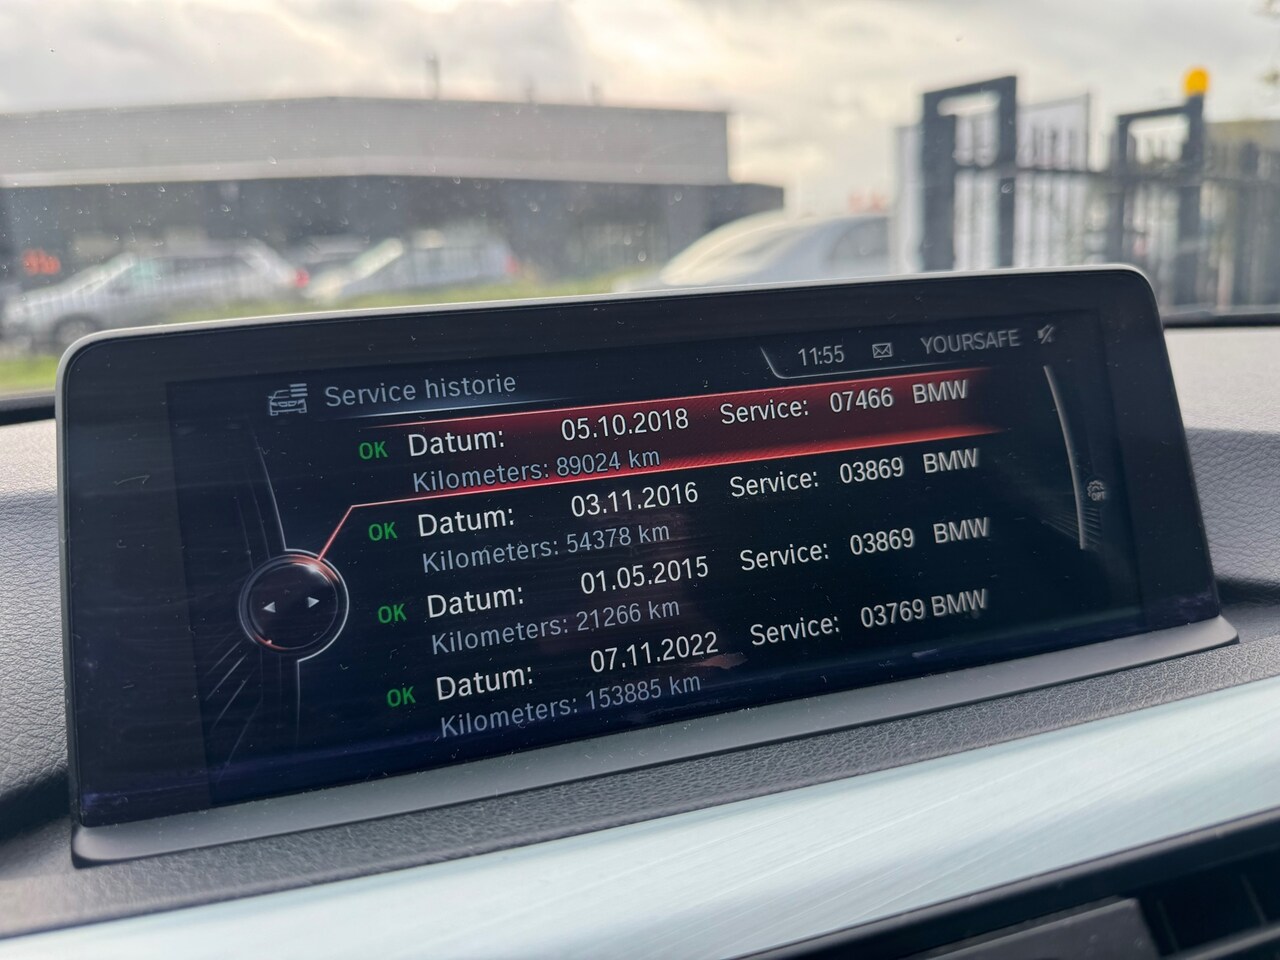 Service historie
11:55 YOURSAFE
OK Datum: 05.10.2018 Service: 07466 BMW
Kilometers: 89024 km
OK Datum: 03.11.2016 Service: 03869 BMW
Kilometers: 54378 km
OK Datum: 01.05.2015 Service: 03869 BMW
Kilometers: 21266 km
OK Datum: 07.11.2022 Service: 03769 BMW
Kilometers: 153885 km
OPT